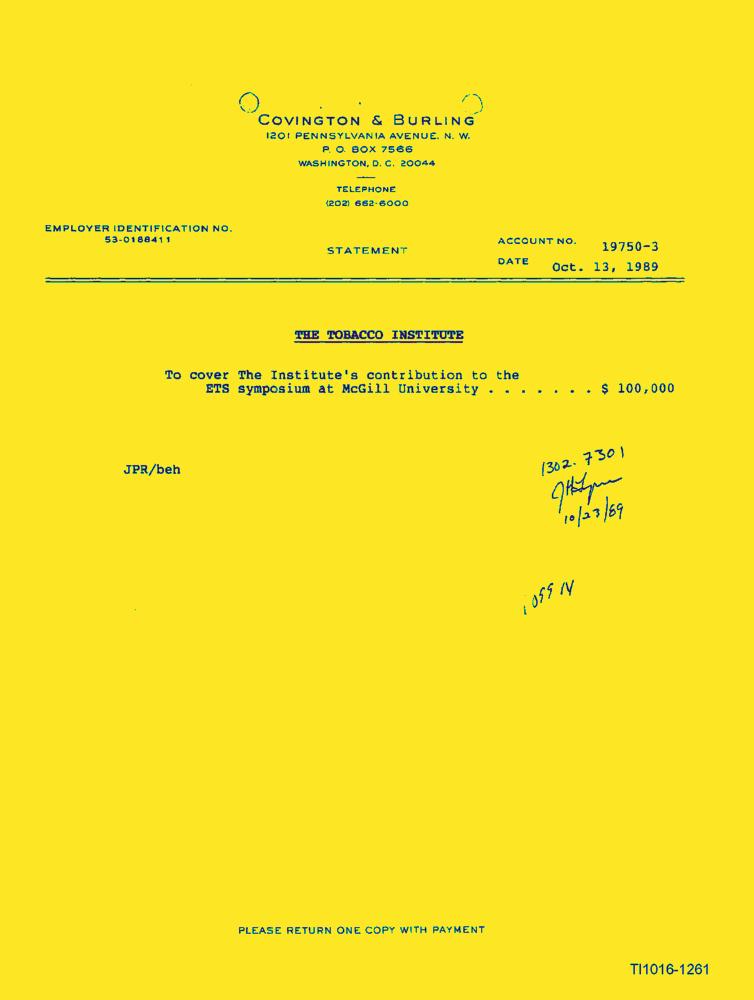 COVINGTON & BURLING
1201 PENNSYLVANIA AVENUE, N. W.
P. O. BOX 7566
WASHINGTON, D. C. 20044
TELEPHONE
(202) 662-6000
EMPLOYER IDENTIFICATION NO.
53-0188411
STATEMENT
ACCOUNT NO. 19750-3
DATE Oct. 13, 1989
THE TOBACCO INSTITUTE
To cover The Institute's contribution to the
ETS symposium at McGill University . . . . . . . $ 100,000
JPR/beh
1302. 7301
10/23/89
PLEASE RETURN ONE COPY WITH PAYMENT
TI1016-1261